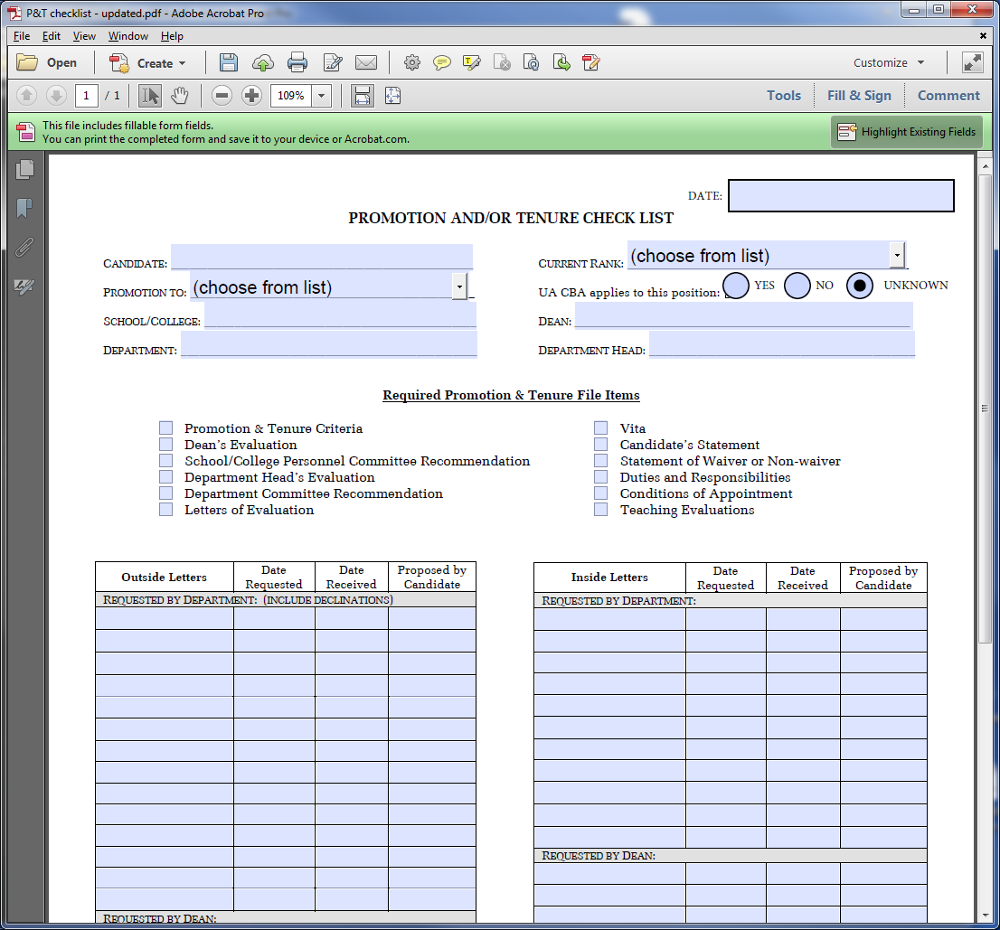 P&T checklist - updated.pdf - Adobe Acrobat Pro
File Edit View Window Help
Open Create Customize
1 / 1 109% Tools Fill & Sign Comment
This file includes fillable form fields.
You can print the completed form and save it to your device or Acrobat.com.
Highlight Existing Fields
DATE:
PROMOTION AND/OR TENURE CHECK LIST
CANDIDATE: CURRENT RANK: (choose from list)
PROMOTION TO: (choose from list) UA CBA applies to this position: YES NO UNKNOWN
SCHOOL/COLLEGE: DEAN:
DEPARTMENT: DEPARTMENT HEAD:
Required Promotion & Tenure File Items
Promotion & Tenure Criteria Vita
Dean's Evaluation Candidate's Statement
School/College Personnel Committee Recommendation Statement of Waiver or Non-waiver
Department Head's Evaluation Duties and Responsibilities
Department Committee Recommendation Conditions of Appointment
Letters of Evaluation Teaching Evaluations
Outside Letters Date Requested Date Received Proposed by Candidate
REQUESTED BY DEPARTMENT: (INCLUDE DECLINATIONS)
REQUESTED BY DEAN:
Inside Letters Date Requested Date Received Proposed by Candidate
REQUESTED BY DEPARTMENT:
REQUESTED BY DEAN: